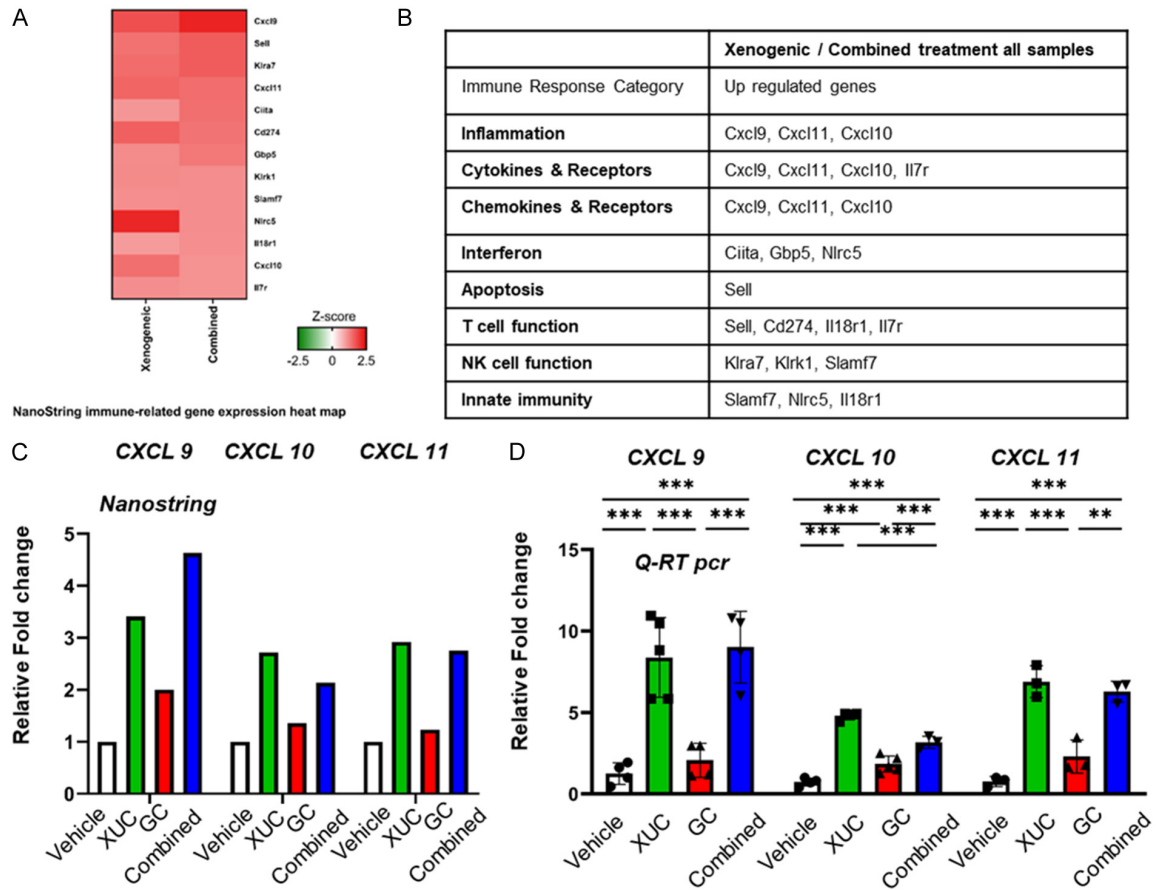 A
Cxcl9
Sell
Klra7
Cxcl11
Ciita
Cd274
Gbp5
Klrk1
Slamf7
Nlrc5
Il18r1
Cxcl10
Il7r
Xenogeneic
Combined
Z-score
-2.5 0 2.5
NanoString immune-related gene expression heat map
B
Xenogenic / Combined treatment all samples
Immune Response Category Up regulated genes
Inflammation Cxcl9, Cxcl11, Cxcl10
Cytokines & Receptors Cxcl9, Cxcl11, Cxcl10, Il7r
Chemokines & Receptors Cxcl9, Cxcl11, Cxcl10
Interferon Ciita, Gbp5, Nlrc5
Apoptosis Sell
T cell function Sell, Cd274, Il18r1, Il7r
NK cell function Klra7, Klrk1, Slamf7
Innate immunity Slamf7, Nlrc5, Il18r1
C
CXCL 9 CXCL 10 CXCL 11
Nanostring
Relative Fold change
5
4
3
2
1
0
Vehicle XUC GC Combined Vehicle XUC GC Combined Vehicle XUC GC Combined
D
CXCL 9 CXCL 10 CXCL 11
*** *** ***
*** *** *** *** *** *** *** **
*** ***
Q-RT pcr
Relative Fold change
15
10
5
0
Vehicle XUC GC Combined Vehicle XUC GC Combined Vehicle XUC GC Combined